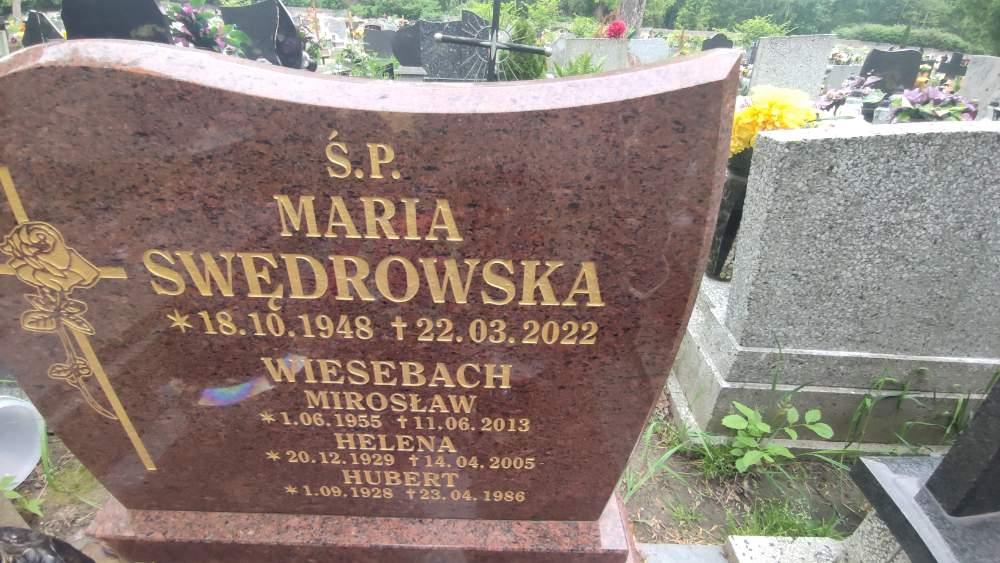 Ś.P.
MARIA
SWĘDROWSKA
* 18.10.1948 † 22.03.2022
WIESEBACH
MIROSŁAW
* 1.06.1955 † 11.06.2013
HELENA
* 20.12.1929 † 14.04.2005
HUBERT
* 1.09.1928 † 23.04.1986